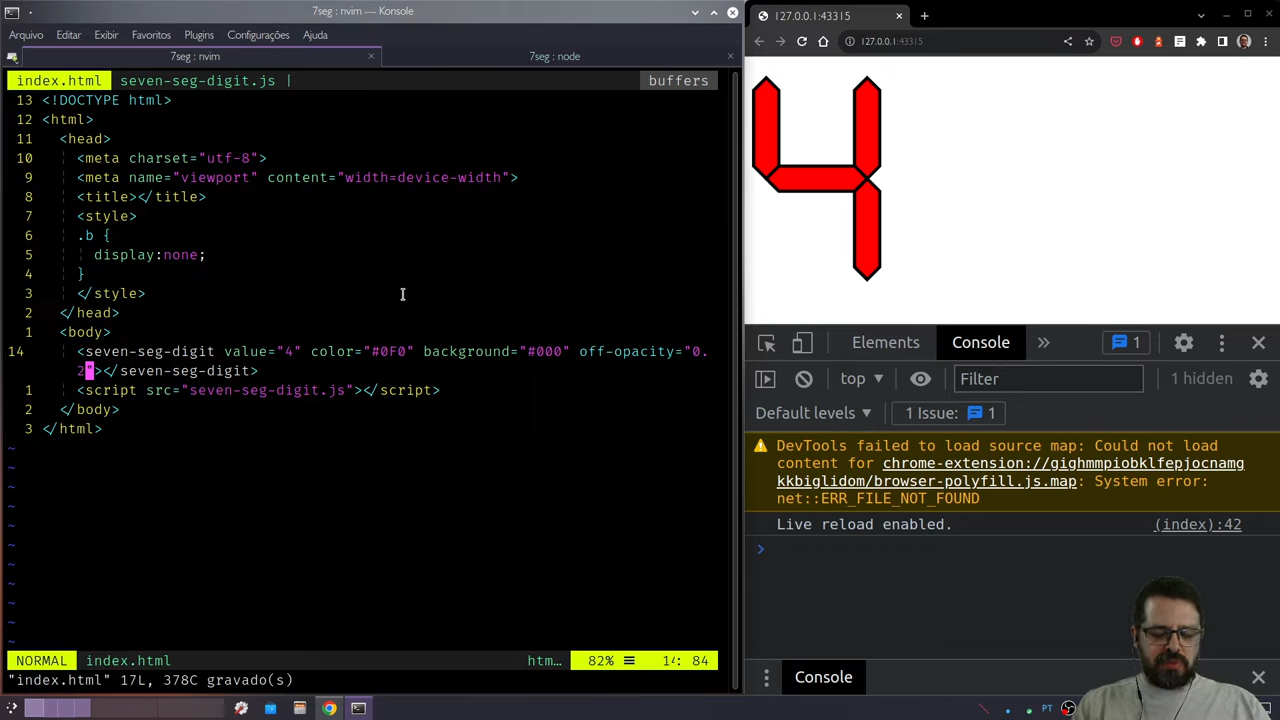 7seg : nvim — Konsole
Arquivo Editar Exibir Favoritos Plugins Configurações Ajuda
7seg : nvim
7seg : node
index.html seven-seg-digit.js | buffers
13 <!DOCTYPE html>
12 <html>
11 <head>
10 <meta charset="utf-8">
9 <meta name="viewport" content="width=device-width">
8 <title></title>
7 <style>
6 .b {
5 display:none;
4 }
3 </style>
2 </head>
1 <body>
14 <seven-seg-digit value="4" color="#0F0" background="#000" off-opacity="0.
2"></seven-seg-digit>
1 <script src="seven-seg-digit.js"></script>
2 </body>
3 </html>
~
~
~
~
~
~
~
~
~
~
~
NORMAL index.html htm… 82% ☰ 14: 84
"index.html" 17L, 378C gravado(s)
PT
127.0.0.1:43315
127.0.0.1:43315
4
Elements Console » 1
top Filter 1 hidden
Default levels 1 Issue: 1
DevTools failed to load source map: Could not load
content for chrome-extension://gighmmpiobklfepjocnamg
kkbiglidom/browser-polyfill.js.map: System error:
net::ERR_FILE_NOT_FOUND
Live reload enabled. (index):42
Console